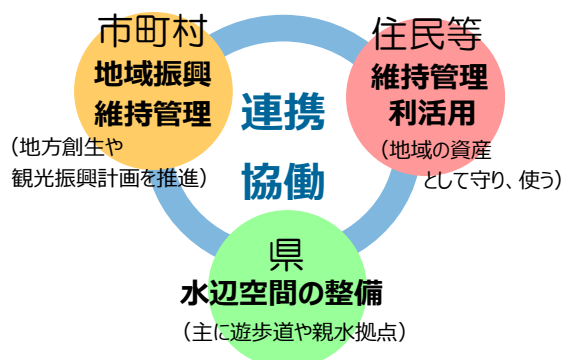 市町村
地域振興
維持管理
（地方創生や
観光振興計画を推進）
住民等
維持管理
利活用
（地域の資産
として守り、使う）
連携
協働
県
水辺空間の整備
（主に遊歩道や親水拠点）